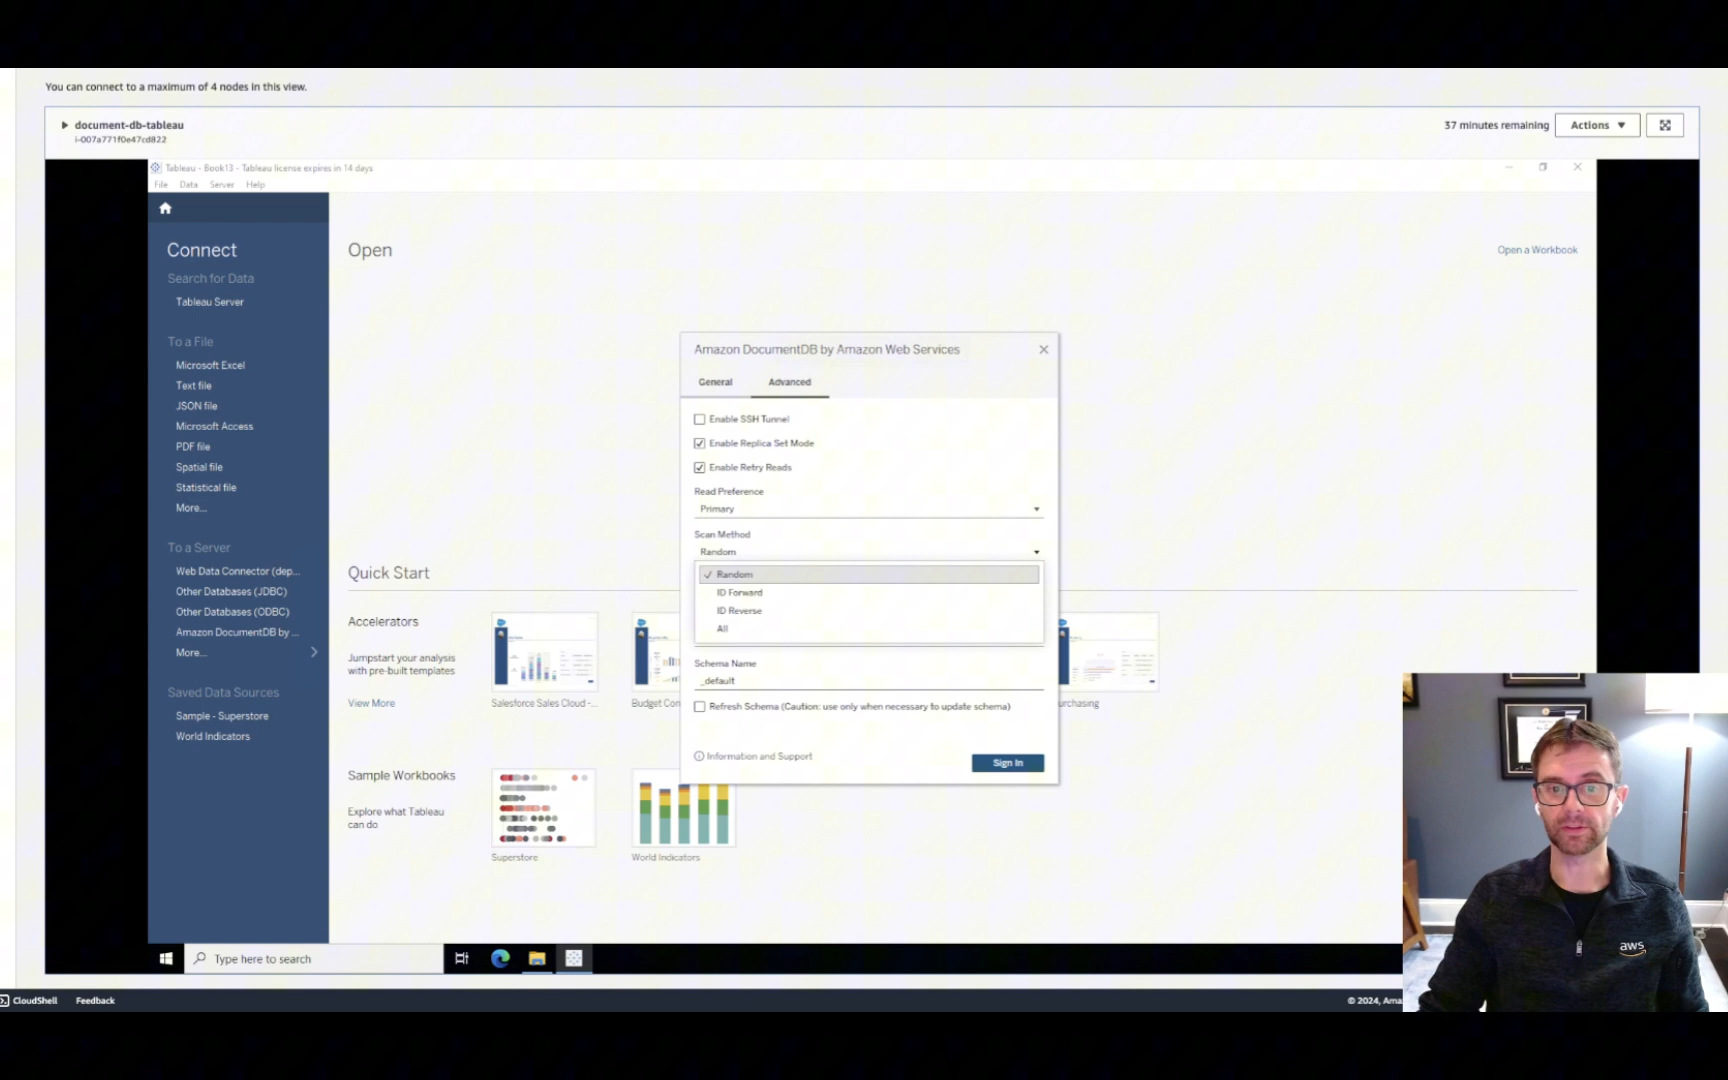 You can connect to a maximum of 4 nodes in this view.
document-db-tableau
i-007a771f0e47cd822
37 minutes remaining
Actions
Tableau - Book13 - Tableau license expires in 14 days
File Data Server Help
Connect
Search for Data
Tableau Server
To a File
Microsoft Excel
Text file
JSON file
Microsoft Access
PDF file
Spatial file
Statistical file
More...
To a Server
Web Data Connector (dep...
Other Databases (JDBC)
Other Databases (ODBC)
Amazon DocumentDB by ...
More...
Saved Data Sources
Sample - Superstore
World Indicators
Open
Open a Workbook
Quick Start
Accelerators
Jumpstart your analysis
with pre-built templates
View More
Salesforce Sales Cloud -...
Budget Con
urchasing
Sample Workbooks
Explore what Tableau
can do
Superstore
World Indicators
Amazon DocumentDB by Amazon Web Services
General Advanced
Enable SSH Tunnel
Enable Replica Set Mode
Enable Retry Reads
Read Preference
Primary
Scan Method
Random
Random
ID Forward
ID Reverse
All
Schema Name
_default
Refresh Schema (Caution: use only when necessary to update schema)
Information and Support
Sign In
Type here to search
aws
CloudShell Feedback
© 2024, Ama